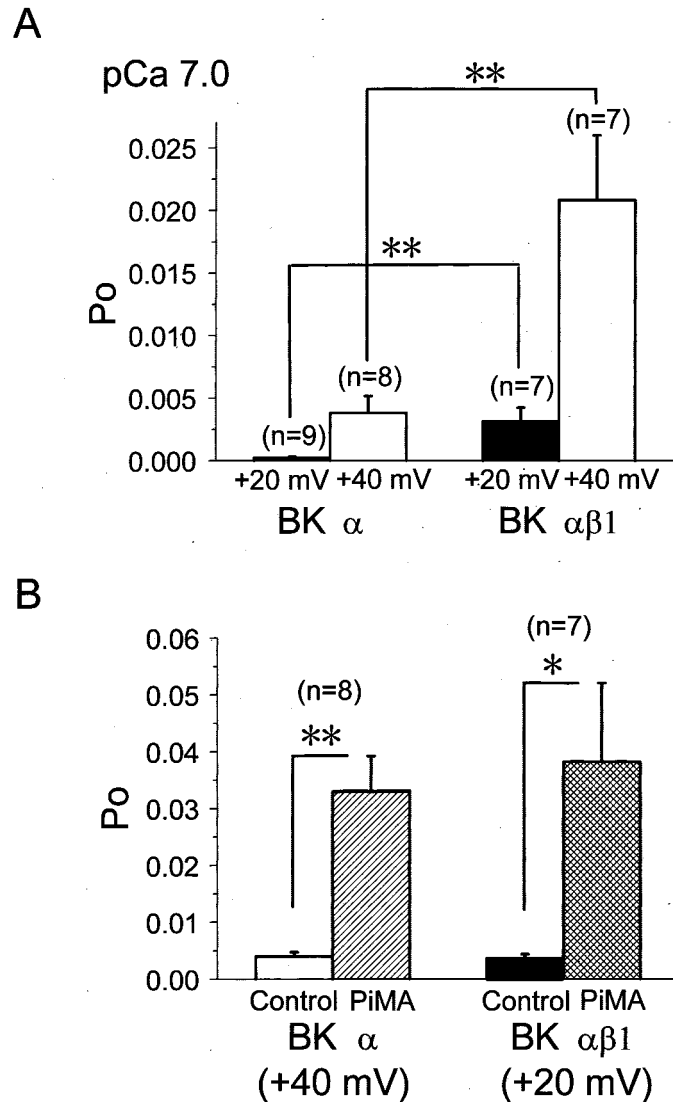 A
pCa 7.0
**
(n=7)
0.025
0.020
**
0.015
Po
0.010
(n=8)
(n=7)
0.005
(n=9)
0.000
+20 mV +40 mV +20 mV +40 mV
BK α BK αβ1
B
0.06
(n=7)
0.05
(n=8)
*
**
0.04
0.03
Po
0.02
0.01
0.00
Control PiMA Control PiMA
BK α BK αβ1
(+40 mV) (+20 mV)